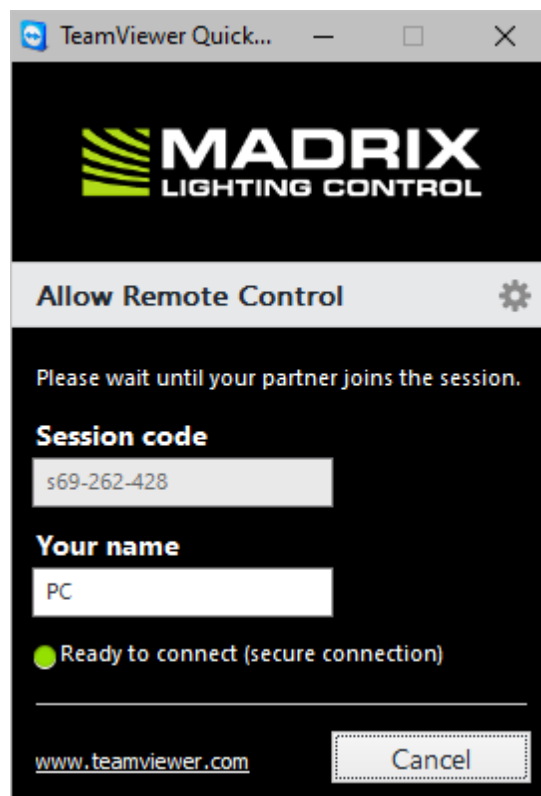 TeamViewer Quick...
MADRIX
LIGHTING CONTROL
Allow Remote Control
Please wait until your partner joins the session.
Session code
s69-262-428
Your name
PC
Ready to connect (secure connection)
www.teamviewer.com
Cancel